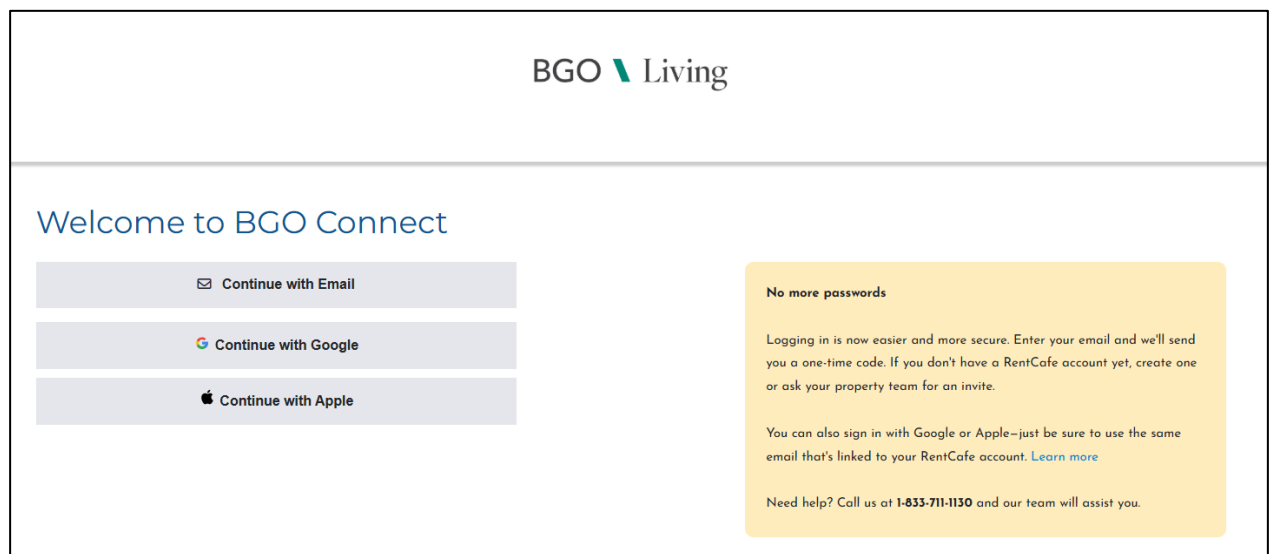 BGO Living
Welcome to BGO Connect
Continue with Email
Continue with Google
Continue with Apple
No more passwords
Logging in is now easier and more secure. Enter your email and we'll send
you a one-time code. If you don't have a RentCafe account yet, create one
or ask your property team for an invite.
You can also sign in with Google or Apple—just be sure to use the same
email that's linked to your RentCafe account. Learn more
Need help? Call us at 1-833-711-1130 and our team will assist you.